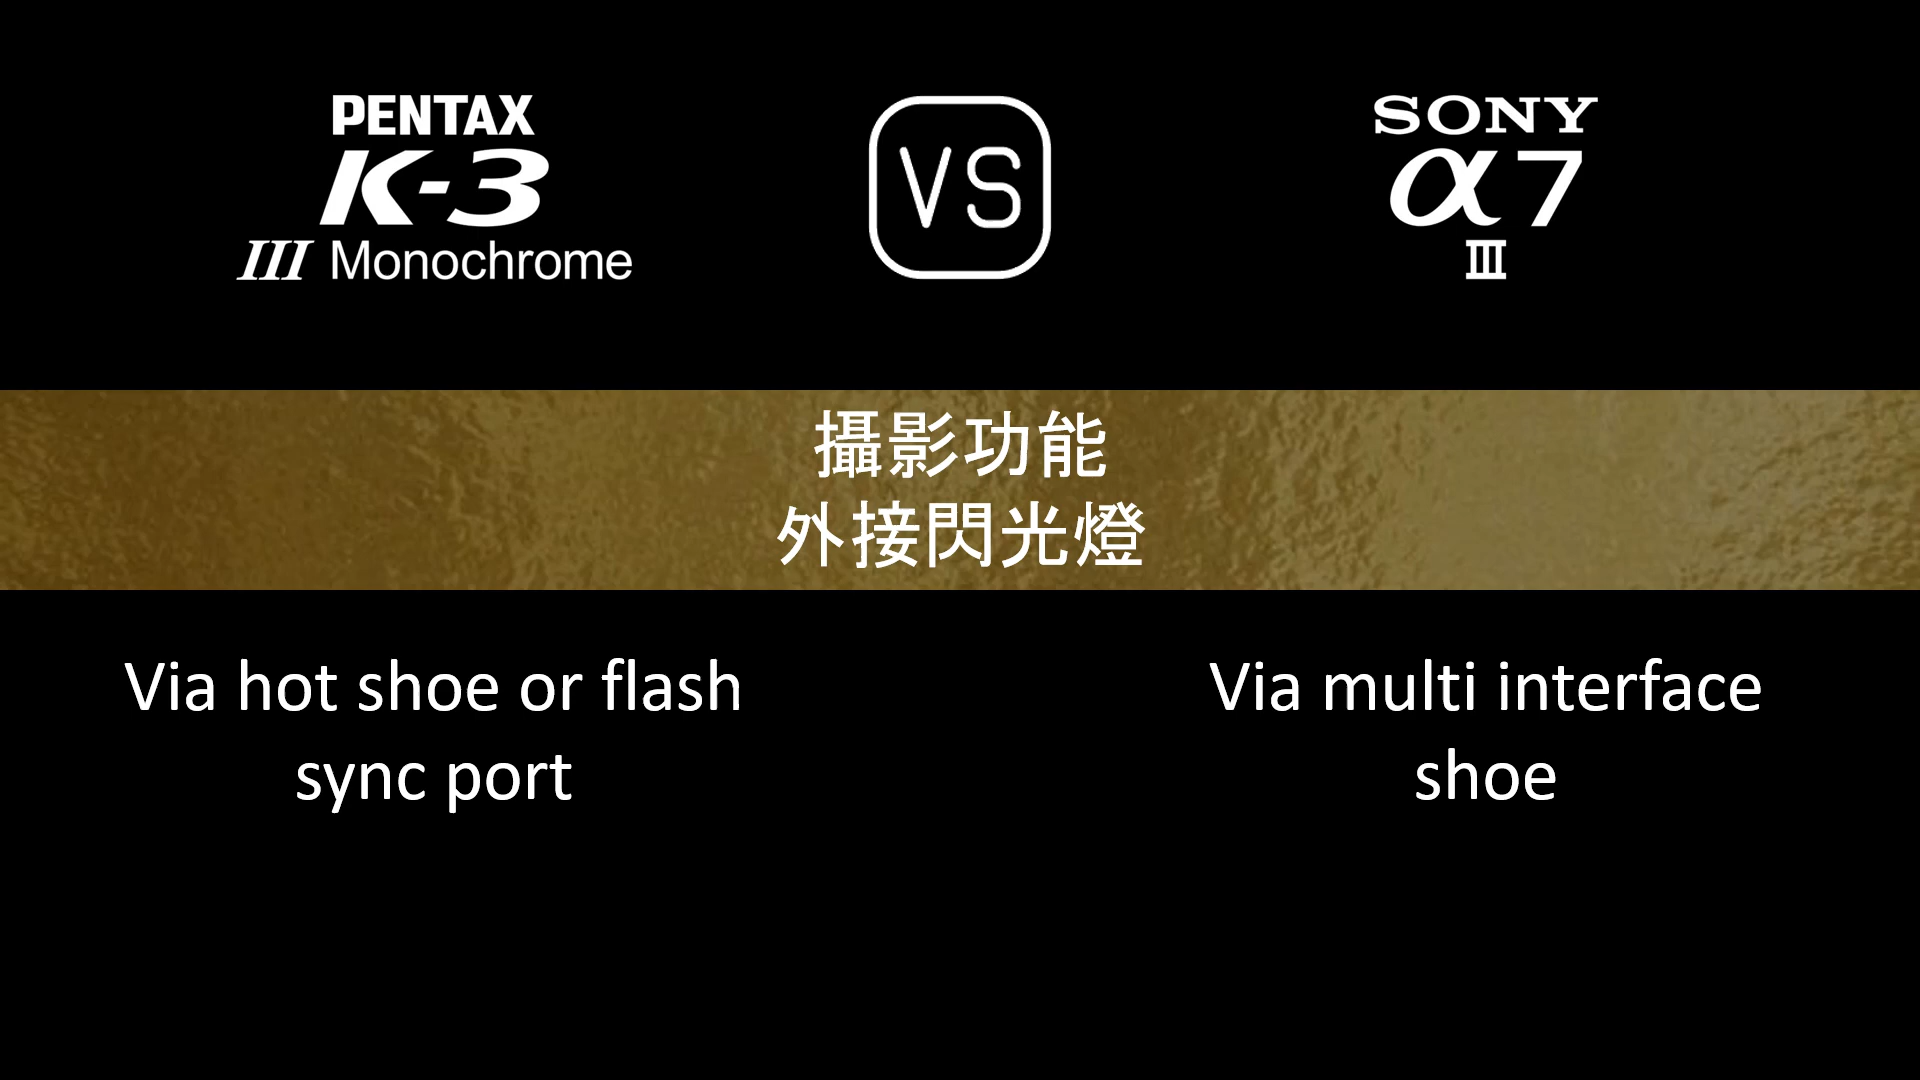 PENTAX
K-3
III Monochrome
VS
SONY
α7
III
攝影功能
外接閃光燈
Via hot shoe or flash
sync port
Via multi interface
shoe